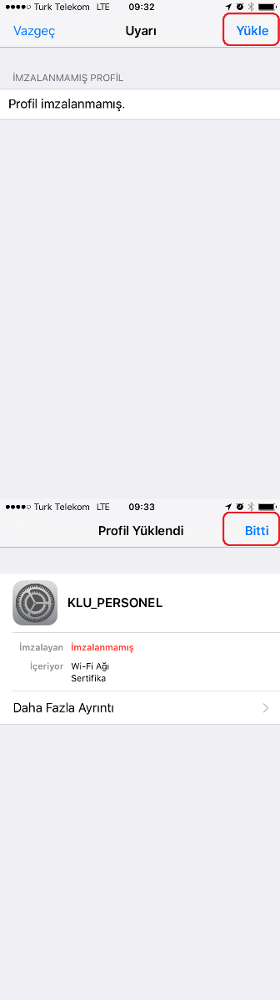 Turk Telekom LTE 09:32
Vazgeç Uyarı Yükle
İMZALANMAMIŞ PROFİL
Profil imzalanmamış.
Turk Telekom LTE 09:33
Profil Yüklendi Bitti
KLU_PERSONEL
İmzalayan İmzalanmamış
İçeriyor Wi-Fi Ağı
Sertifika
Daha Fazla Ayrıntı